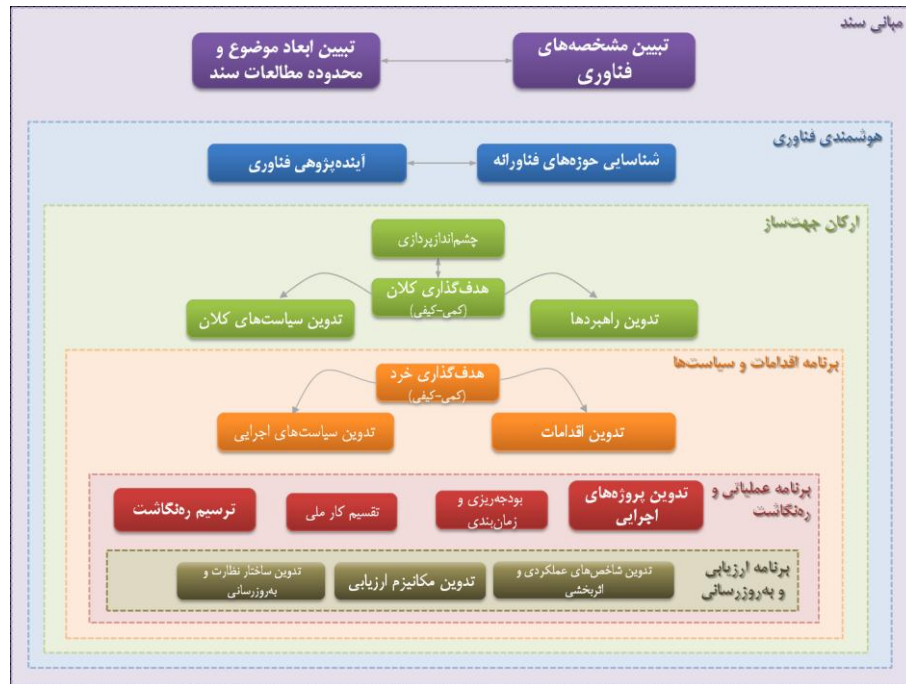 مبانی سند
تبیین مشخصه‌های
فناوری
تبیین ابعاد موضوع و
محدوده مطالعات سند
هوشمندی فناوری
شناسایی حوزه‌های فناورانه
آینده‌پژوهی فناوری
ارکان جهت‌ساز
چشم‌اندازپردازی
هدف‌گذاری کلان
(کمی-کیفی)
تدوین راهبردها
تدوین سیاست‌های کلان
برنامه اقدامات و سیاست‌ها
هدف‌گذاری خرد
(کمی-کیفی)
تدوین اقدامات
تدوین سیاست‌های اجرایی
برنامه عملیاتی و
ره‌نگاشت
تدوین پروژه‌های
اجرایی
بودجه‌ریزی و
زمان‌بندی
تقسیم کار ملی
ترسیم ره‌نگاشت
برنامه ارزیابی
و به‌روزرسانی
تدوین شاخص‌های عملکردی و
اثربخشی
تدوین مکانیزم ارزیابی
تدوین ساختار نظارت و
به‌روزرسانی